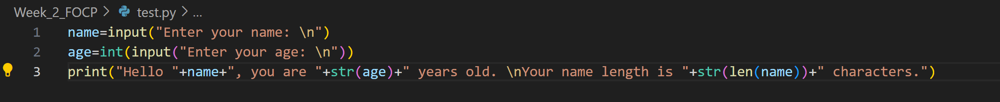 Week_2_FOCP > test.py > ...
1 name=input("Enter your name: \n")
2 age=int(input("Enter your age: \n"))
3 print("Hello "+name+", you are "+str(age)+" years old. \nYour name length is "+str(len(name))+" characters.")